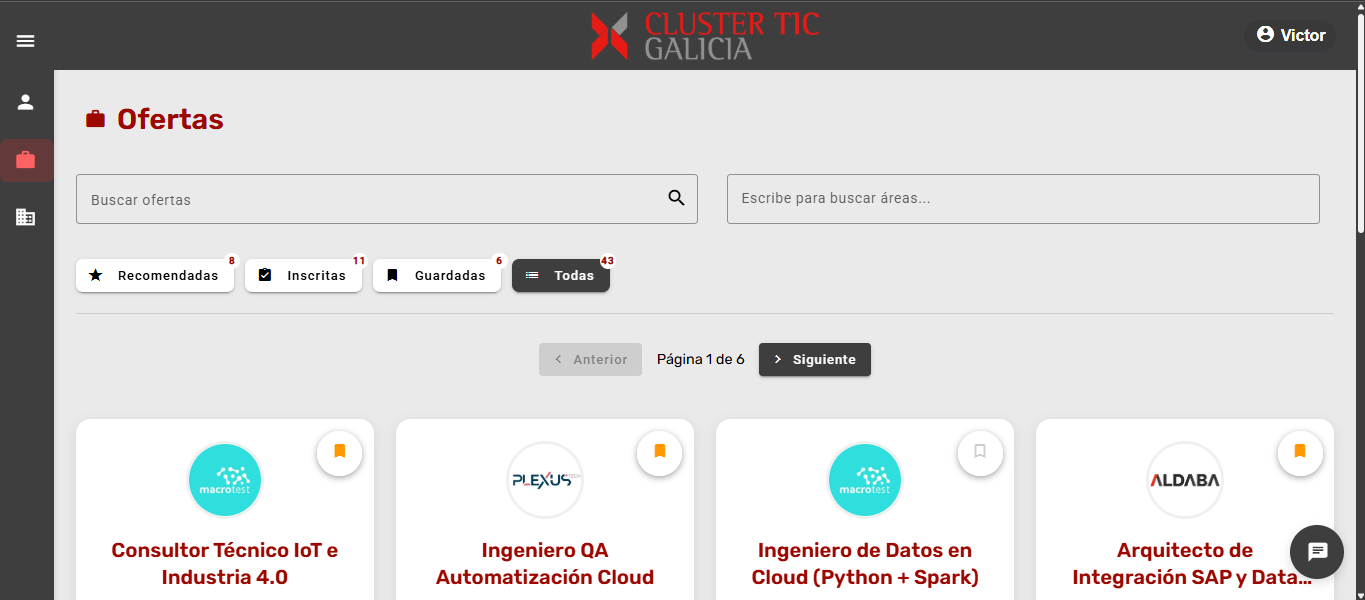 CLUSTER TIC
GALICIA
Victor
Ofertas
Buscar ofertas
Escribe para buscar áreas...
Recomendadas 8
Inscritas 11
Guardadas 6
Todas 43
Anterior
Página 1 de 6
Siguiente
macrotest
Consultor Técnico IoT e
Industria 4.0
PLEXUS TECH
Ingeniero QA
Automatización Cloud
macrotest
Ingeniero de Datos en
Cloud (Python + Spark)
ALDABA
Arquitecto de
Integración SAP y Data...